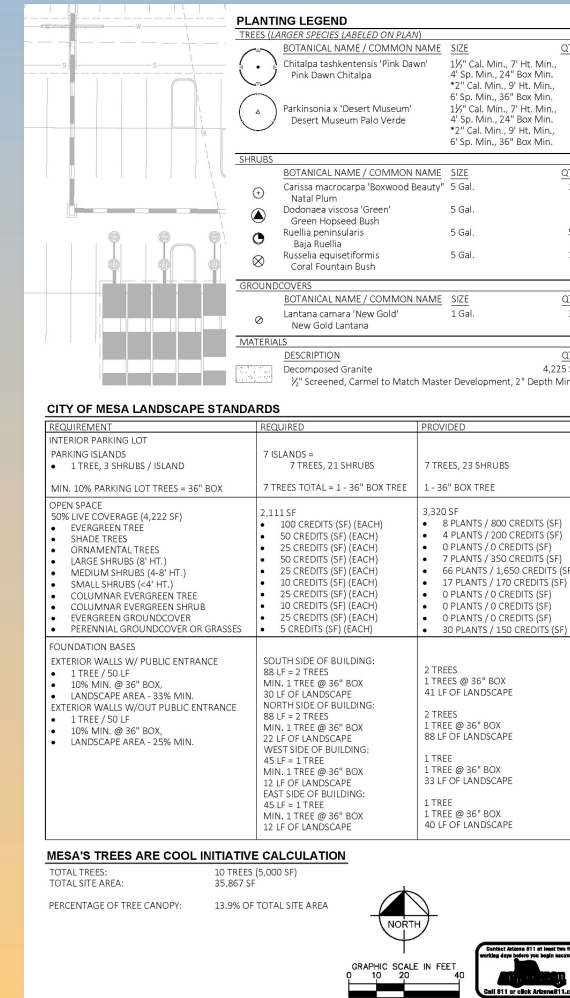 PLANTING LEGEND
TREES (LARGER SPECIES LABELED ON PLAN)
BOTANICAL NAME / COMMON NAME SIZE
Chitalpa tashkentensis 'Pink Dawn' 1½" Cal. Min., 7' Ht. Min.,
Pink Dawn Chitalpa 4' Sp. Min., 24" Box Min.
*2" Cal. Min., 9' Ht. Min.,
6' Sp. Min., 36" Box Min.
Parkinsonia x 'Desert Museum' 1½" Cal. Min., 7' Ht. Min.,
Desert Museum Palo Verde 4' Sp. Min., 24" Box Min.
*2" Cal. Min., 9' Ht. Min.,
6' Sp. Min., 36" Box Min.
SHRUBS
BOTANICAL NAME / COMMON NAME SIZE
Carissa macrocarpa 'Boxwood Beauty' 5 Gal.
Natal Plum
Dodonaea viscosa 'Green' 5 Gal.
Green Hopseed Bush
Ruellia peninsularis 5 Gal.
Baja Ruellia
Russelia equisetiformis 5 Gal.
Coral Fountain Bush
GROUNDCOVERS
BOTANICAL NAME / COMMON NAME SIZE
Lantana camara 'New Gold' 1 Gal.
New Gold Lantana
MATERIALS
DESCRIPTION
Decomposed Granite 4,225
½" Screened, Carmel to Match Master Development, 2" Depth Min
CITY OF MESA LANDSCAPE STANDARDS
REQUIREMENT REQUIRED PROVIDED
INTERIOR PARKING LOT
PARKING ISLANDS 7 ISLANDS =
• 1 TREE, 3 SHRUBS / ISLAND 7 TREES, 21 SHRUBS 7 TREES, 23 SHRUBS
MIN. 10% PARKING LOT TREES = 36" BOX 7 TREES TOTAL = 1 - 36" BOX TREE 1 - 36" BOX TREE
OPEN SPACE
50% LIVE COVERAGE (4,222 SF) 2,111 SF 3,320 SF
• EVERGREEN TREE • 100 CREDITS (SF) (EACH) • 8 PLANTS / 800 CREDITS (SF)
• SHADE TREES • 50 CREDITS (SF) (EACH) • 4 PLANTS / 200 CREDITS (SF)
• ORNAMENTAL TREES • 25 CREDITS (SF) (EACH) • 0 PLANTS / 0 CREDITS (SF)
• LARGE SHRUBS (8' HT.) • 50 CREDITS (SF) (EACH) • 7 PLANTS / 350 CREDITS (SF)
• MEDIUM SHRUBS (4-8' HT.) • 25 CREDITS (SF) (EACH) • 66 PLANTS / 1,650 CREDITS (SF
• SMALL SHRUBS (<4' HT.) • 10 CREDITS (SF) (EACH) • 17 PLANTS / 170 CREDITS (SF)
• COLUMNAR EVERGREEN TREE • 25 CREDITS (SF) (EACH) • 0 PLANTS / 0 CREDITS (SF)
• COLUMNAR EVERGREEN SHRUB • 10 CREDITS (SF) (EACH) • 0 PLANTS / 0 CREDITS (SF)
• EVERGREEN GROUNDCOVER • 25 CREDITS (SF) (EACH) • 0 PLANTS / 0 CREDITS (SF)
• PERENNIAL GROUNDCOVER OR GRASSES • 5 CREDITS (SF) (EACH) • 30 PLANTS / 150 CREDITS (SF)
FOUNDATION BASES
EXTERIOR WALLS W/ PUBLIC ENTRANCE
• 1 TREE / 50 LF
• 10% MIN. @ 36" BOX,
• LANDSCAPE AREA - 33% MIN.
EXTERIOR WALLS W/OUT PUBLIC ENTRANCE
• 1 TREE / 50 LF
• 10% MIN. @ 36" BOX,
• LANDSCAPE AREA - 25% MIN.
SOUTH SIDE OF BUILDING:
88 LF = 2 TREES 2 TREES
MIN. 1 TREE @ 36" BOX 1 TREES @ 36" BOX
30 LF OF LANDSCAPE 41 LF OF LANDSCAPE
NORTH SIDE OF BUILDING:
88 LF = 2 TREES 2 TREES
MIN. 1 TREE @ 36" BOX 1 TREE @ 36" BOX
22 LF OF LANDSCAPE 88 LF OF LANDSCAPE
WEST SIDE OF BUILDING:
45 LF = 1 TREE 1 TREE
MIN. 1 TREE @ 36" BOX 1 TREE @ 36" BOX
12 LF OF LANDSCAPE 33 LF OF LANDSCAPE
EAST SIDE OF BUILDING:
45 LF = 1 TREE 1 TREE
MIN. 1 TREE @ 36" BOX 1 TREE @ 36" BOX
12 LF OF LANDSCAPE 40 LF OF LANDSCAPE
MESA'S TREES ARE COOL INITIATIVE CALCULATION
TOTAL TREES: 10 TREES (5,000 SF)
TOTAL SITE AREA: 35,867 SF
PERCENTAGE OF TREE CANOPY: 13.9% OF TOTAL SITE AREA
NORTH
GRAPHIC SCALE IN FEET
0 10 20 40
Contact Arizona 811 at least two
working days before you begin
Call 811 or click Arizona811.